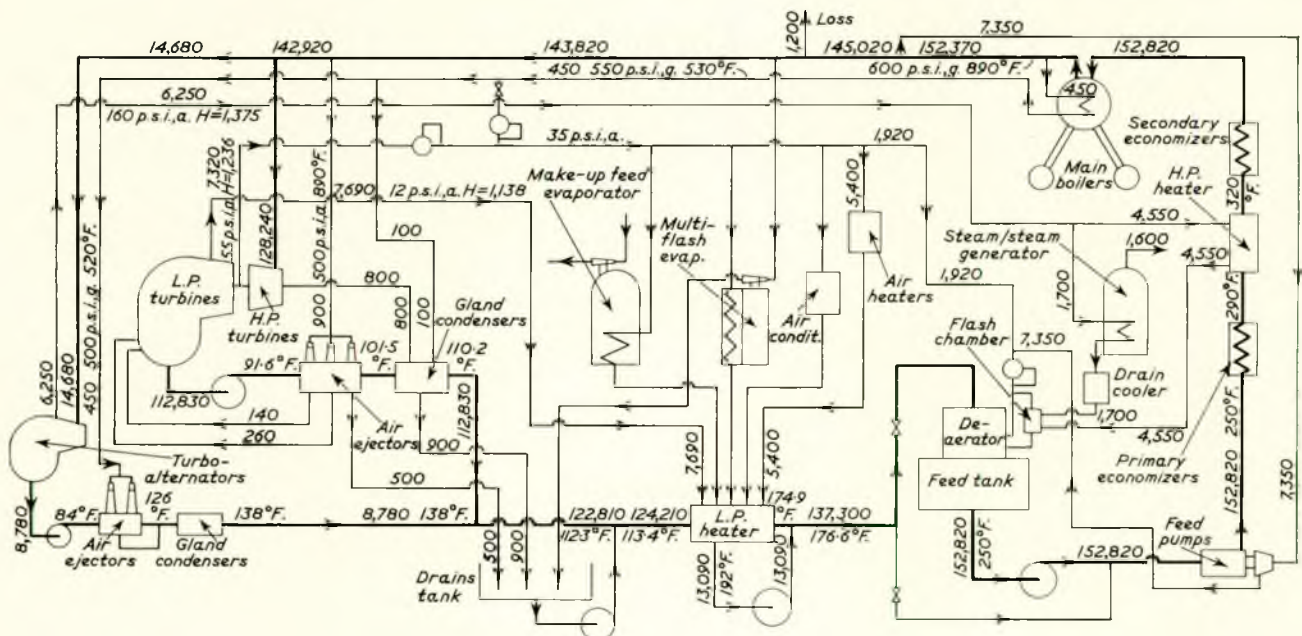 14,680
142,920
143,820
1,200
Loss
145,020
152,370
7,350
152,820
450 550 p.s.i,g. 530°F.
600 p.s.i,g. 890°F.
6,250
160 p.s.i,a. H=1,375
450
Secondary economizers
7,320
55 p.s.i,a H=1,236
500 p.s.i,a. 890°F.
35 p.s.i,a.
1,920
Main boilers
H.P. heater
320 °F.
7,690
12 p.s.i,a. H=1,138
Make-up feed evaporator
5,400
4,550
128,240
100
Multi-flash evap.
Steam/steam generator
1,600
4,550
450 500 p.s.i,g 520°F.
L.P. turbines
H.P. turbines
800
900
800
100
Gland condensers
Air condit.
Air heaters
1,920
1,700
290°F.
Flash chamber
7,350
91·6°F.
101·5 °F.
110·2 °F.
112,830
112,830
Drain cooler
250°F.
6,250
14,680
140
260
Air ejectors
900
De-aerator
1,700
4,550
Primary economizers
Turbo-alternators
500
7,690
5,400
Feed tank
152,820
7,350
84°F.
126 °F.
138°F.
8,780 138°F.
122,810
112·3°F.
124,210
113·4°F.
L.P. heater
174·9 °F.
137,300
176·6°F.
Feed pumps
8,780
Air ejectors
Gland condensers
500
900
152,820
250°F.
152,820
Drains tank
13,090
192°F.
13,090